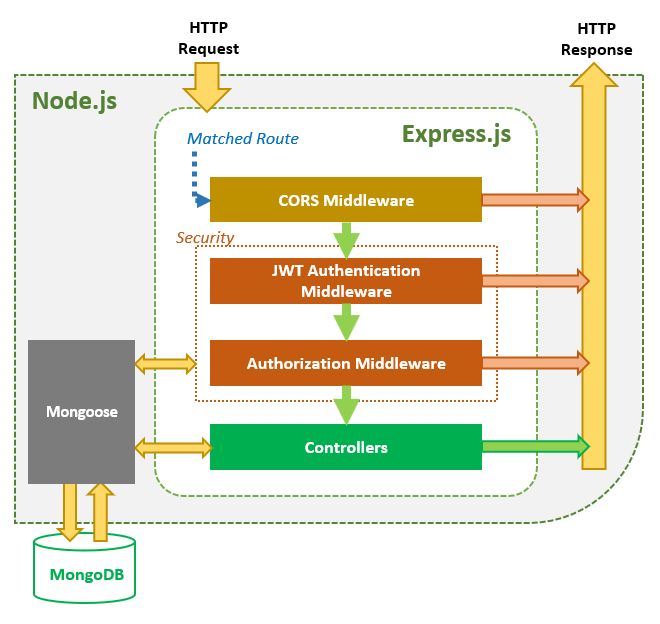 HTTP
Request
HTTP
Response
Node.js
Express.js
Matched Route
CORS Middleware
Security
JWT Authentication
Middleware
Authorization Middleware
Mongoose
Controllers
MongoDB